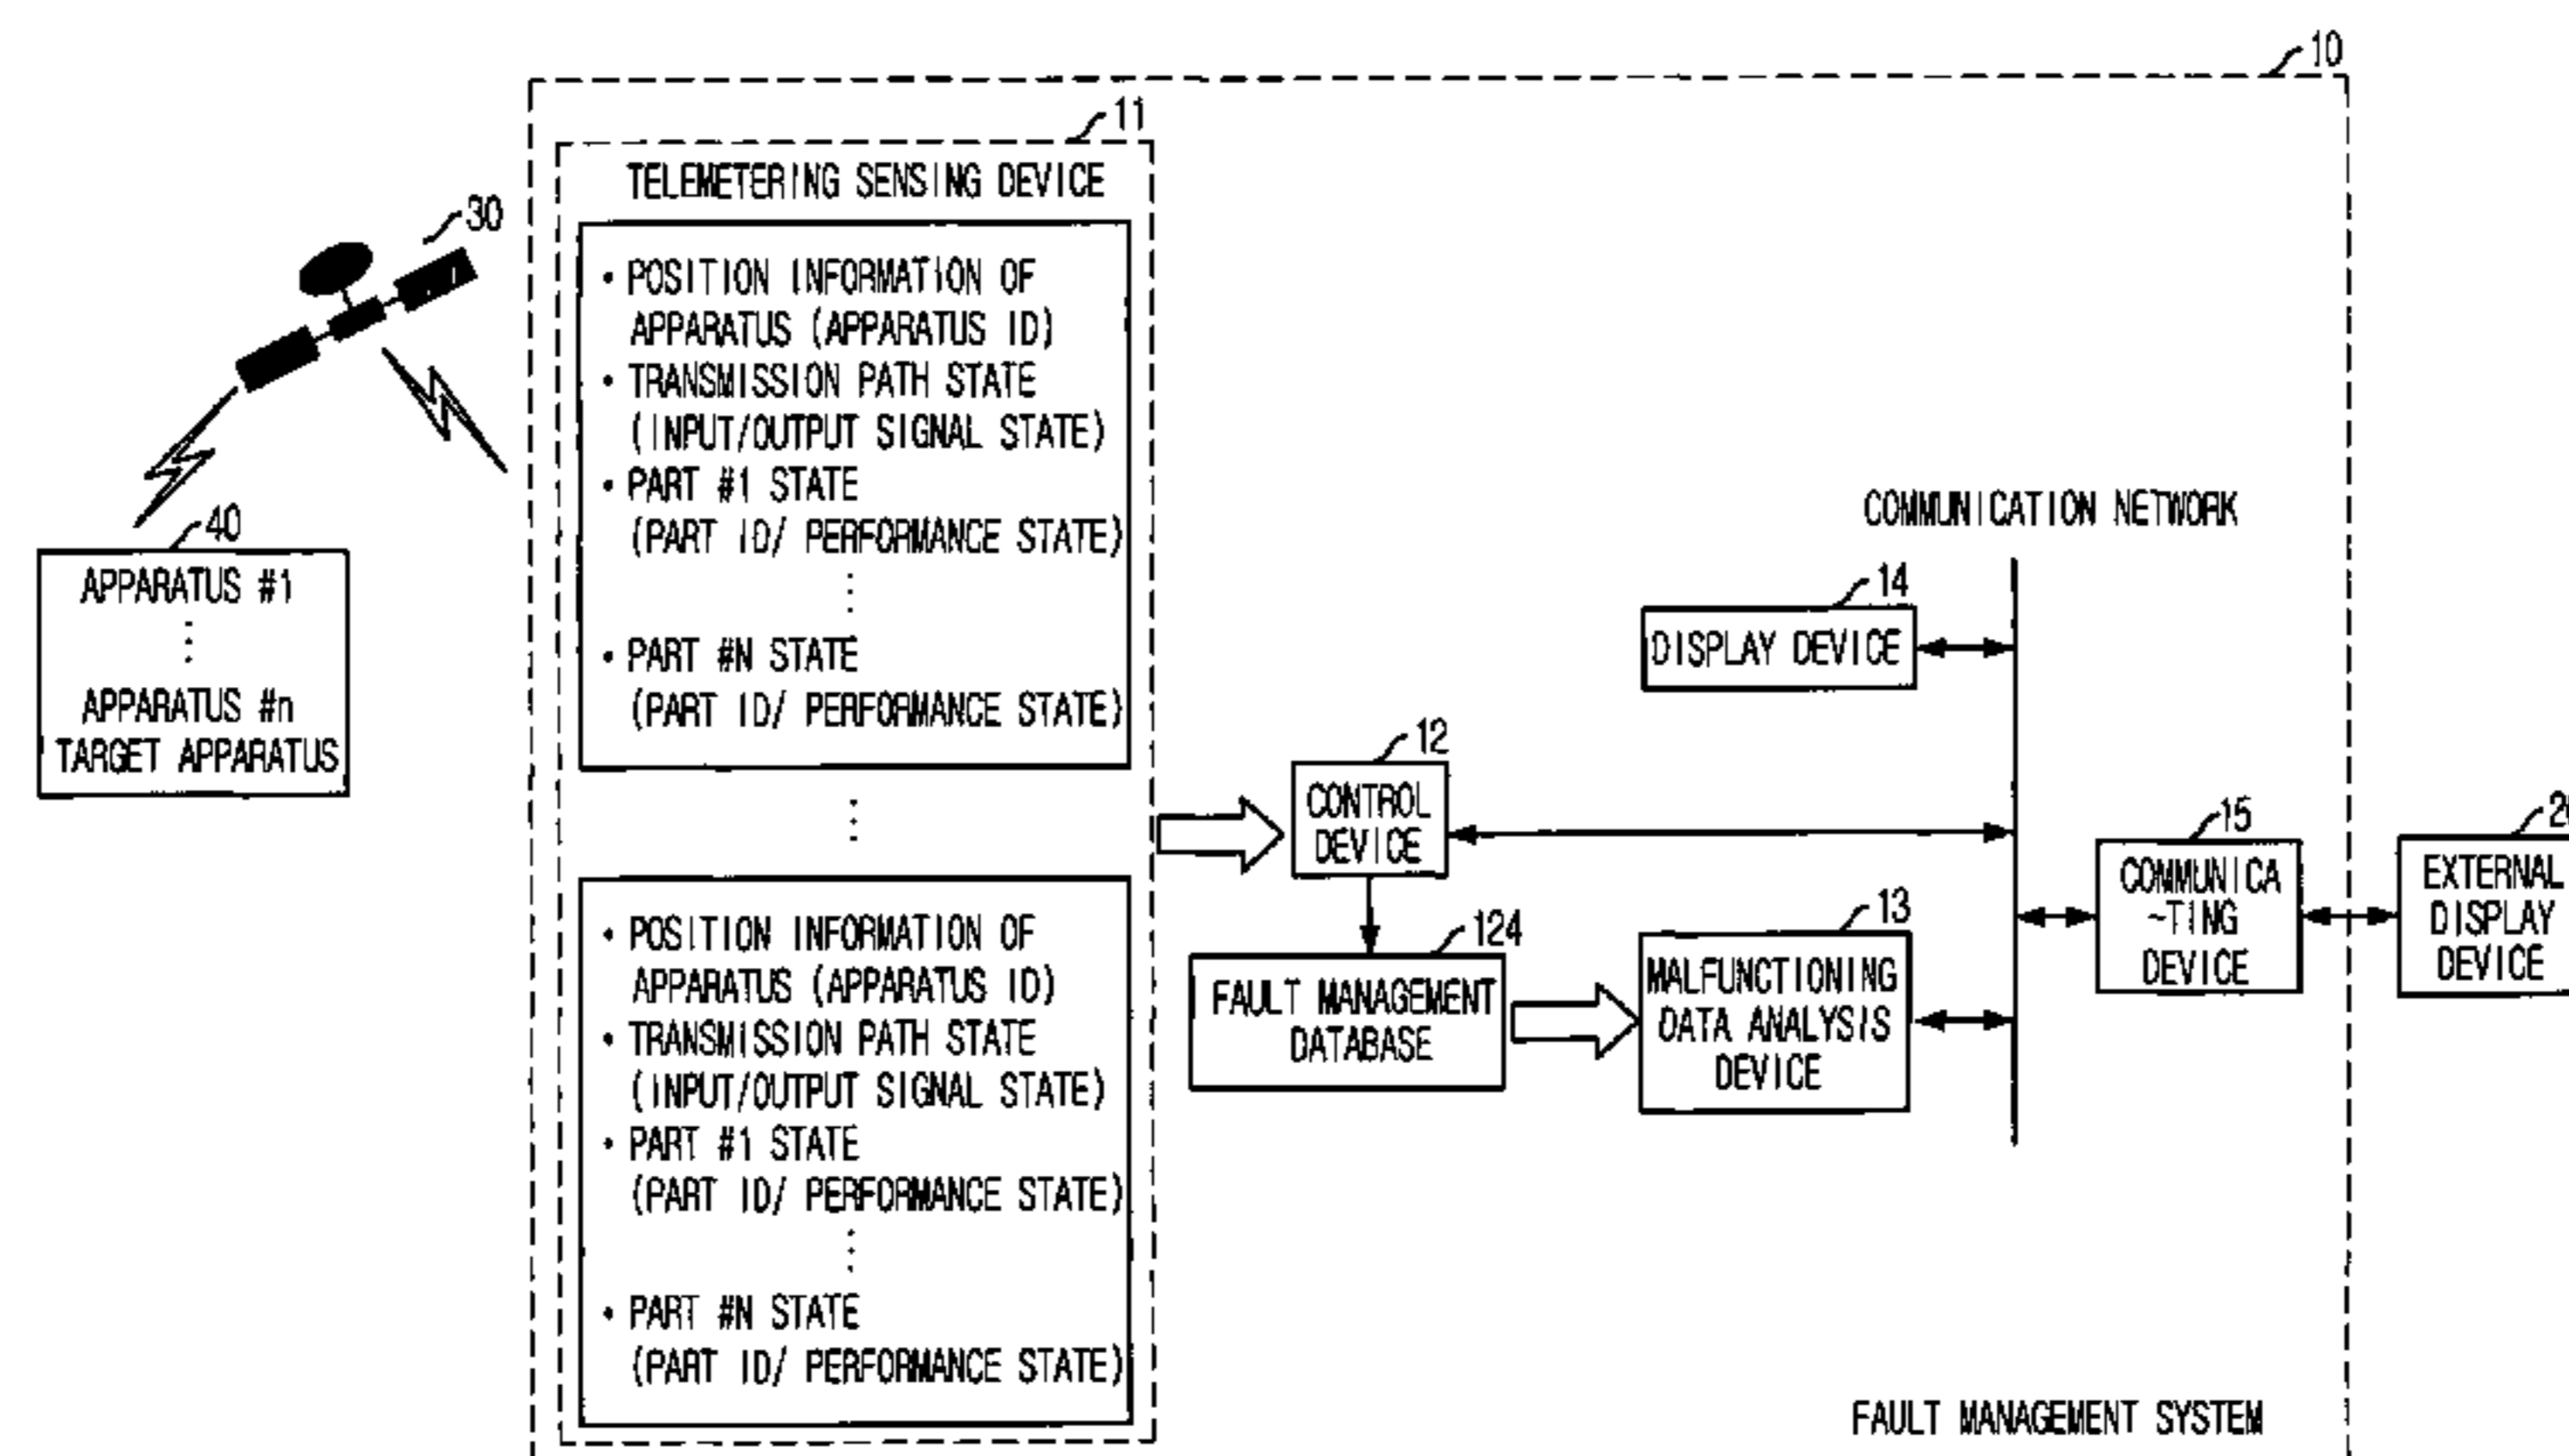 10
11
TELEMETERING SENSING DEVICE
30
• POSITION INFORMATION OF
APPARATUS (APPARATUS ID)
• TRANSMISSION PATH STATE
(INPUT/OUTPUT SIGNAL STATE)
• PART #1 STATE
(PART ID/ PERFORMANCE STATE)
⋮
• PART #N STATE
(PART ID/ PERFORMANCE STATE)
⋮
40
APPARATUS #1
⋮
APPARATUS #n
TARGET APPARATUS
• POSITION INFORMATION OF
APPARATUS (APPARATUS ID)
• TRANSMISSION PATH STATE
(INPUT/OUTPUT SIGNAL STATE)
• PART #1 STATE
(PART ID/ PERFORMANCE STATE)
⋮
• PART #N STATE
(PART ID/ PERFORMANCE STATE)
COMMUNICATION NETWORK
14
DISPLAY DEVICE
12
CONTROL
DEVICE
124
FAULT MANAGEMENT
DATABASE
13
MALFUNCTIONING
DATA ANALYSIS
DEVICE
15
COMMUNICA
~TING
DEVICE
EXTERNAL
DISPLAY
DEVICE
FAULT MANAGEMENT SYSTEM